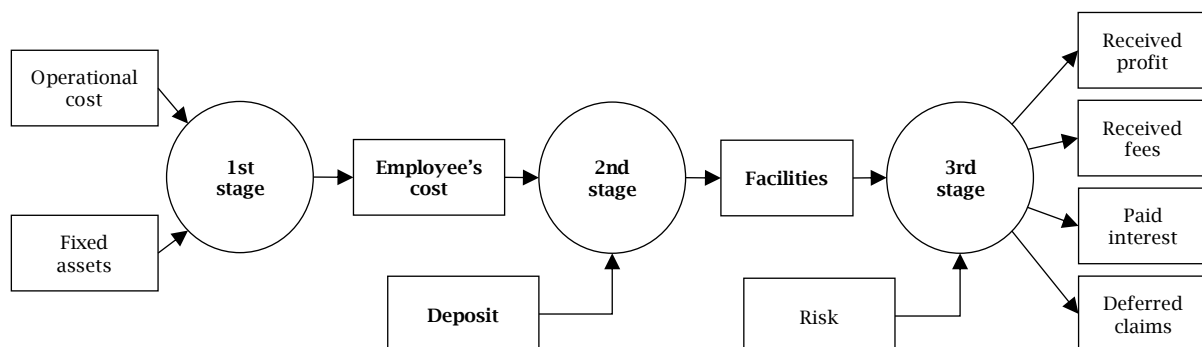 Operational
cost
Fixed
assets
1st
stage
Employee's
cost
Deposit
2nd
stage
Facilities
Risk
3rd
stage
Received
profit
Received
fees
Paid
interest
Deferred
claims